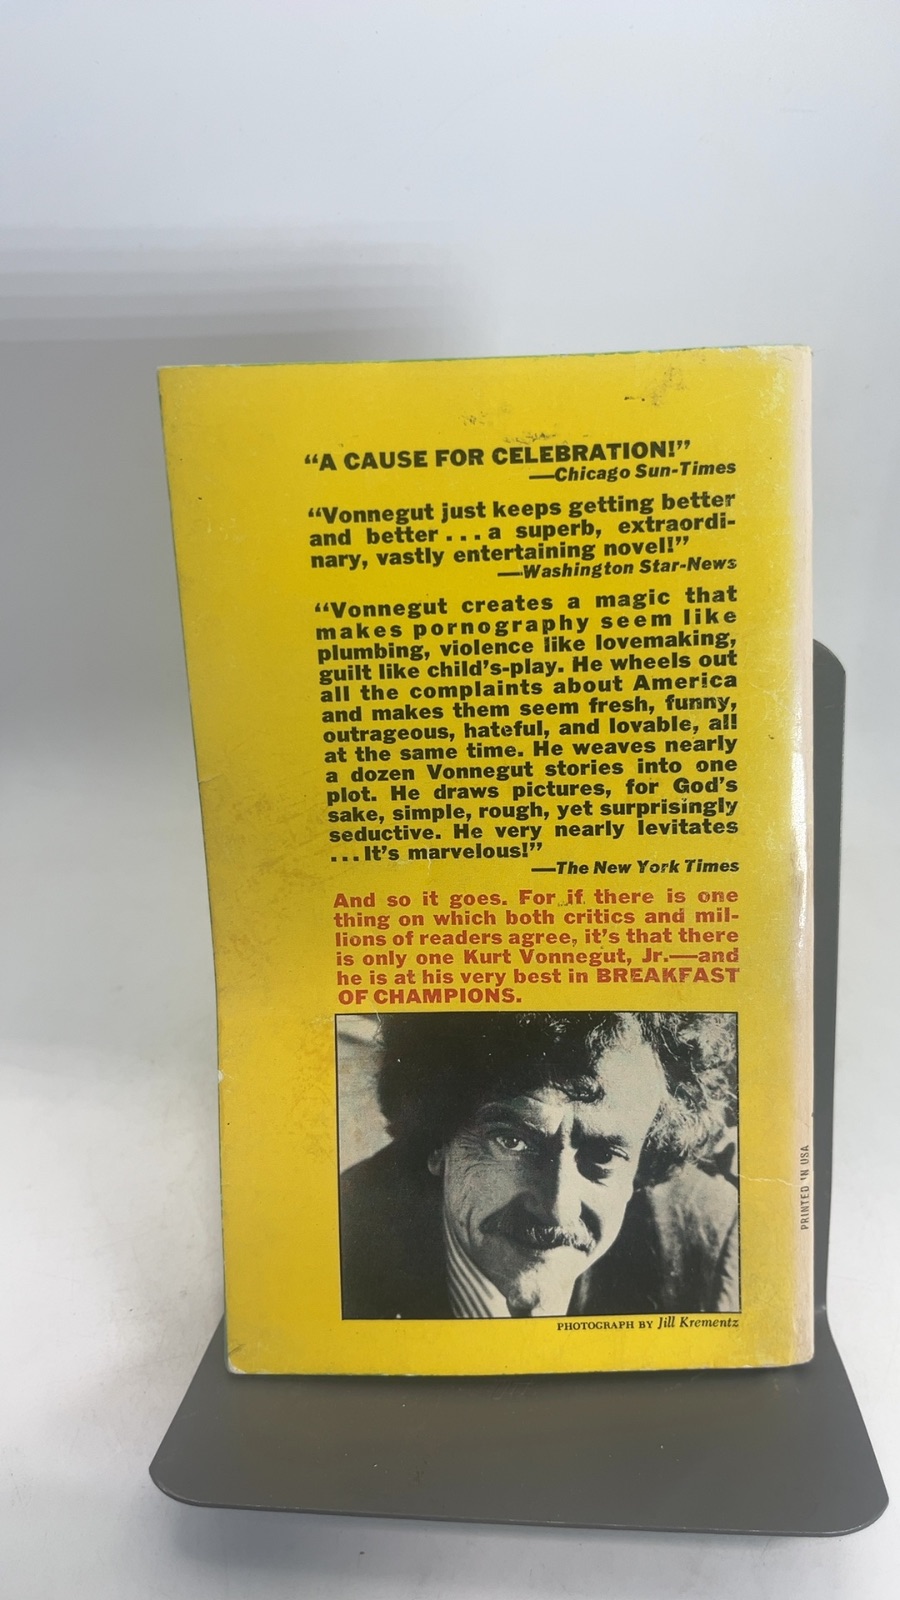 “A CAUSE FOR CELEBRATION!”
—Chicago Sun-Times
“Vonnegut just keeps getting better
and better . . . a superb, extraordi-
nary, vastly entertaining novel!”
—Washington Star-News
“Vonnegut creates a magic that
makes pornography seem like
plumbing, violence like lovemaking,
guilt like child’s-play. He wheels out
all the complaints about America
and makes them seem fresh, funny,
outrageous, hateful, and lovable, all
at the same time. He weaves nearly
a dozen Vonnegut stories into one
plot. He draws pictures, for God’s
sake, simple, rough, yet surprisingly
seductive. He very nearly levitates
. . . It’s marvelous!”
—The New York Times
And so it goes. For if there is one
thing on which both critics and mil-
lions of readers agree, it’s that there
is only one Kurt Vonnegut, Jr.—and
he is at his very best in BREAKFAST
OF CHAMPIONS.
PHOTOGRAPH BY Jill Krementz
PRINTED IN USA